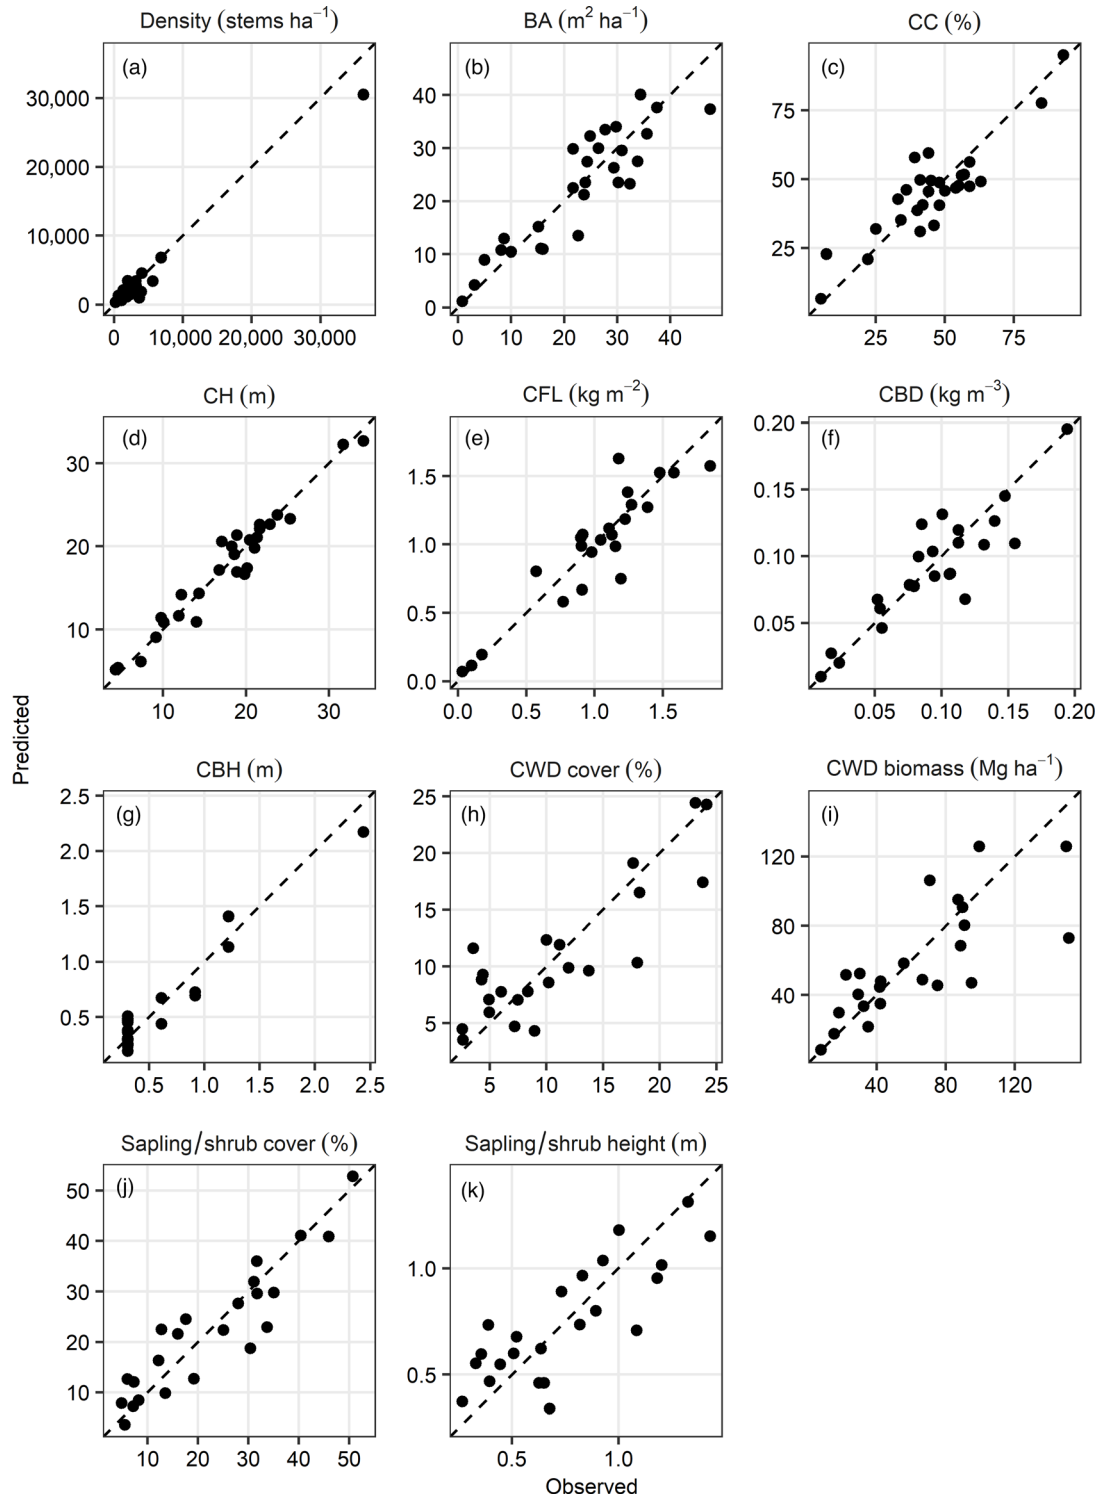 Density (stems ha⁻¹)
BA (m² ha⁻¹)
CC (%)
(a)
(b)
(c)
30,000
20,000
10,000
0
40
30
20
10
0
75
50
25
0 10,000 20,000 30,000
0 10 20 30 40
25 50 75
CH (m)
CFL (kg m⁻²)
CBD (kg m⁻³)
(d)
(e)
(f)
30
20
10
1.5
1.0
0.5
0.0
0.20
0.15
0.10
0.05
10 20 30
0.0 0.5 1.0 1.5
0.05 0.10 0.15 0.20
Predicted
CBH (m)
CWD cover (%)
CWD biomass (Mg ha⁻¹)
(g)
(h)
(i)
2.5
2.0
1.5
1.0
0.5
25
20
15
10
5
120
80
40
0.5 1.0 1.5 2.0 2.5
5 10 15 20 25
40 80 120
Sapling/shrub cover (%)
Sapling/shrub height (m)
(j)
(k)
50
40
30
20
10
1.0
0.5
10 20 30 40 50
0.5 1.0
Observed